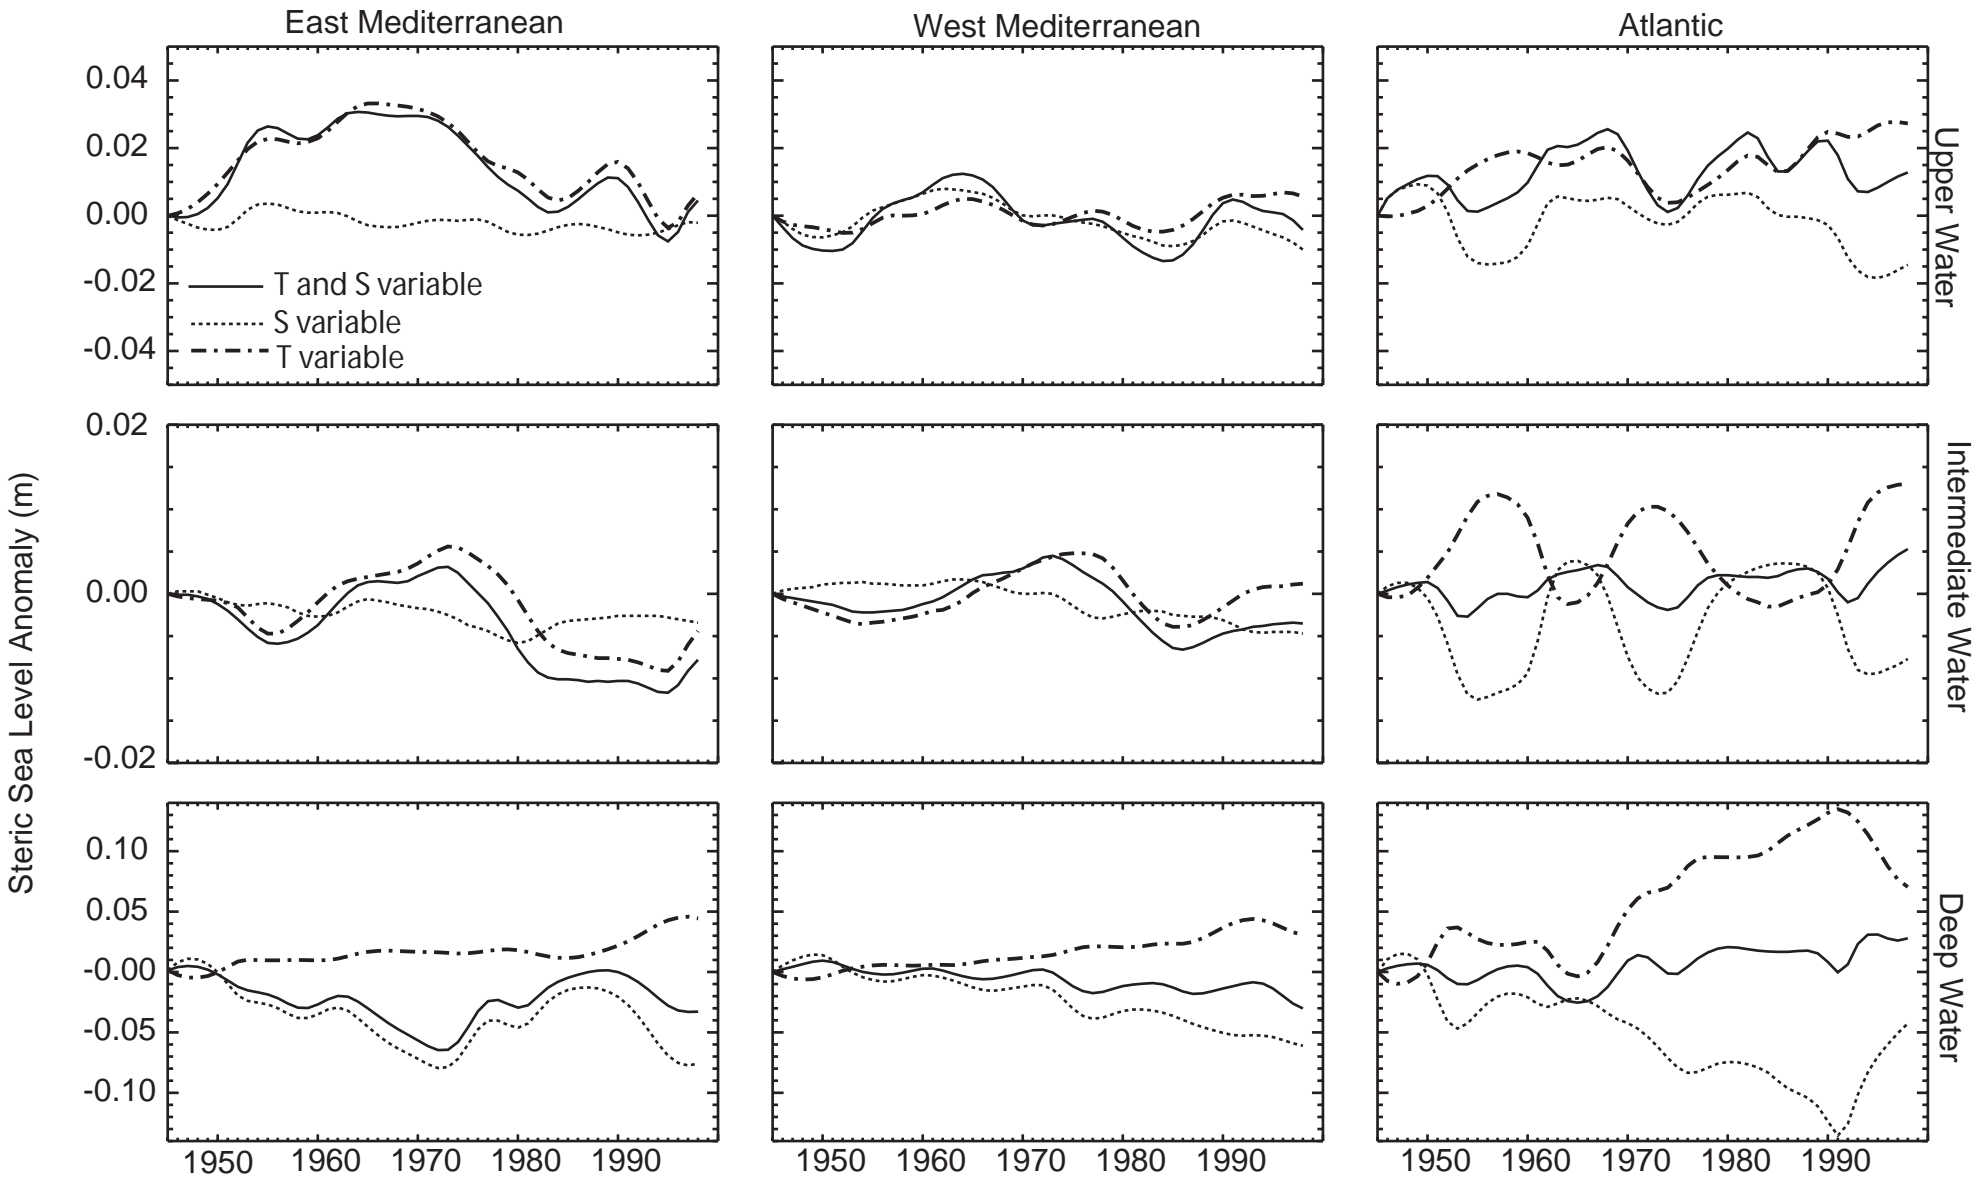 East Mediterranean
West Mediterranean
Atlantic
0.04
0.02
0.00
-0.02
-0.04
T and S variable
S variable
T variable
Upper Water
0.02
0.00
-0.02
Intermediate Water
Steric Sea Level Anomaly (m)
0.10
0.05
-0.00
-0.05
-0.10
Deep Water
1950 1960 1970 1980 1990
1950 1960 1970 1980 1990
1950 1960 1970 1980 1990